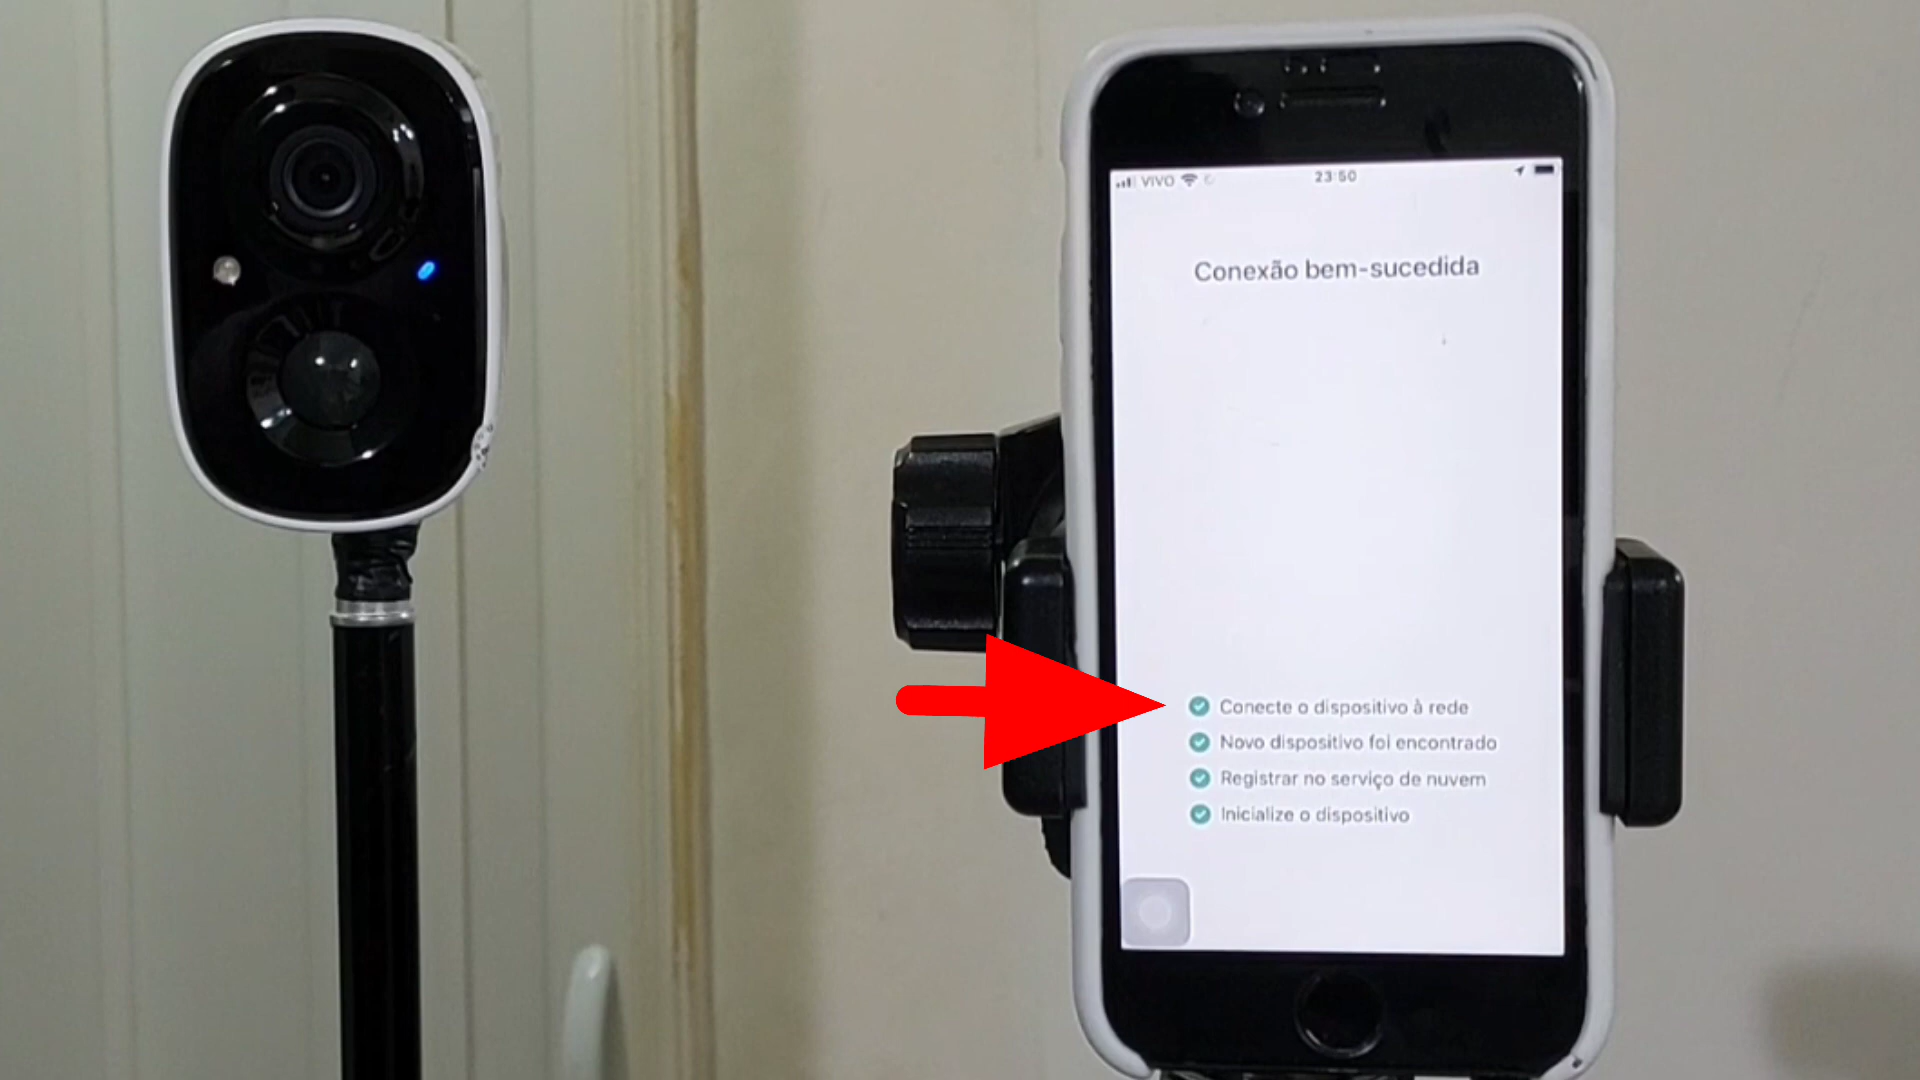 VIVO 23:50
Conexão bem-sucedida
Conecte o dispositivo à rede
Novo dispositivo foi encontrado
Registrar no serviço de nuvem
Inicialize o dispositivo